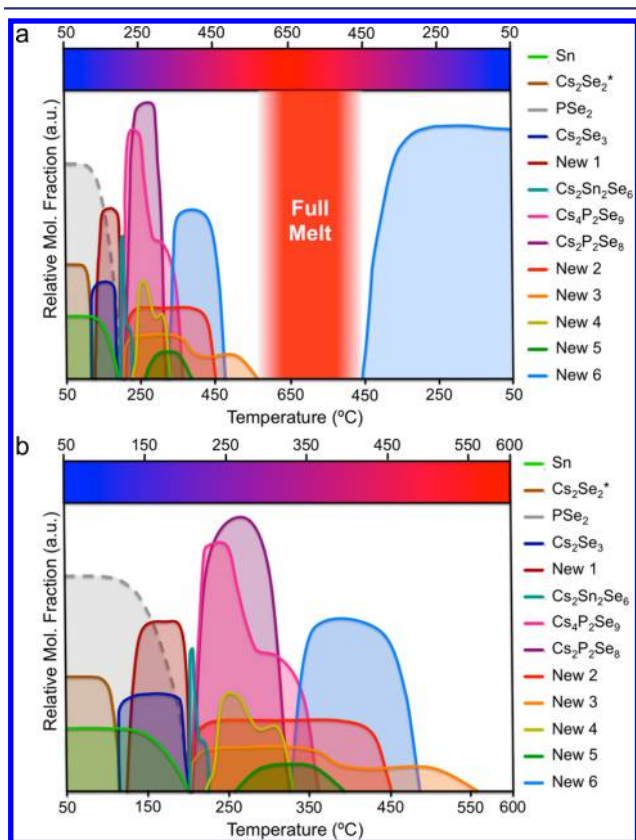 a
50 250 450 650 450 250 50
Relative Mol. Fraction (a.u.)
Full
Melt
50 250 450 650 450 250 50
Temperature (ºC)
Sn
Cs₂Se₂*
PSe₂
Cs₂Se₃
New 1
Cs₂Sn₂Se₆
Cs₄P₂Se₉
Cs₂P₂Se₈
New 2
New 3
New 4
New 5
New 6
b
50 150 250 350 450 550 600
Relative Mol. Fraction (a.u.)
50 150 250 350 450 550 600
Temperature (ºC)
Sn
Cs₂Se₂*
PSe₂
Cs₂Se₃
New 1
Cs₂Sn₂Se₆
Cs₄P₂Se₉
Cs₂P₂Se₈
New 2
New 3
New 4
New 5
New 6